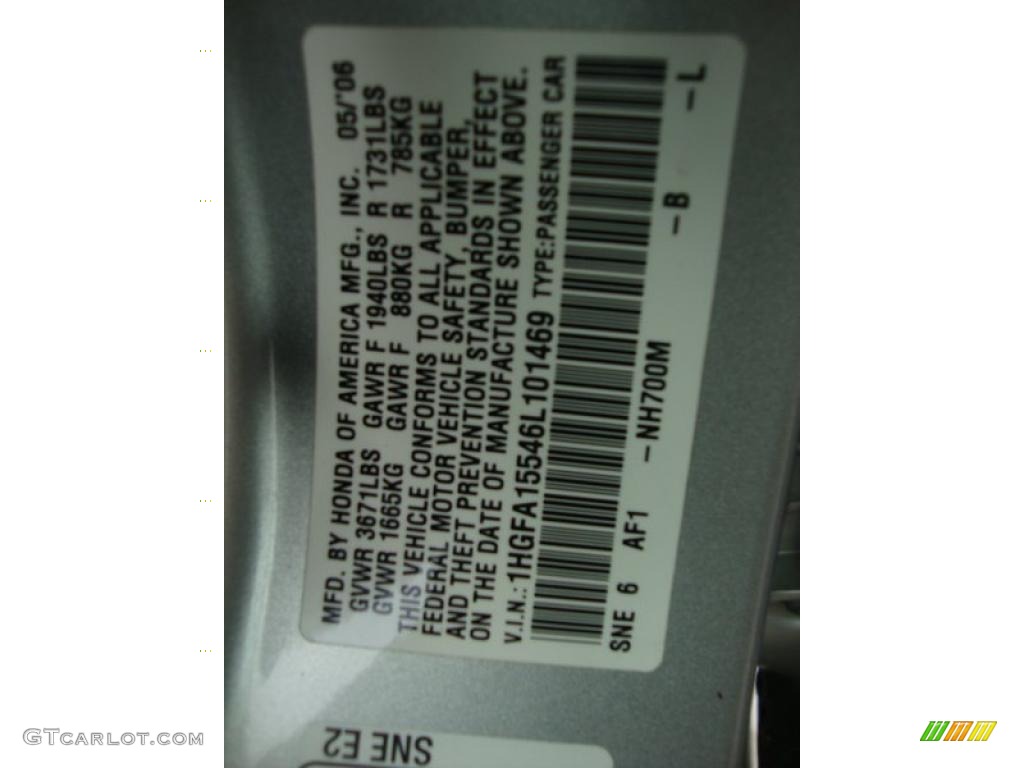 MFD. BY HONDA OF AMERICA MFG., INC. 05/'06
GVWR 3671LBS GAWR F 1940LBS R 1731LBS
GVWR 1665KG GAWR F 880KG R 785KG
THIS VEHICLE CONFORMS TO ALL APPLICABLE
FEDERAL MOTOR VEHICLE SAFETY, BUMPER,
AND THEFT PREVENTION STANDARDS IN EFFECT
ON THE DATE OF MANUFACTURE SHOWN ABOVE.
V.I.N.:1HGFA15546L101469 TYPE:PASSENGER CAR
SNE 6 AF1 -NH700M -B -L
SNE E2
GTCARLOT.COM